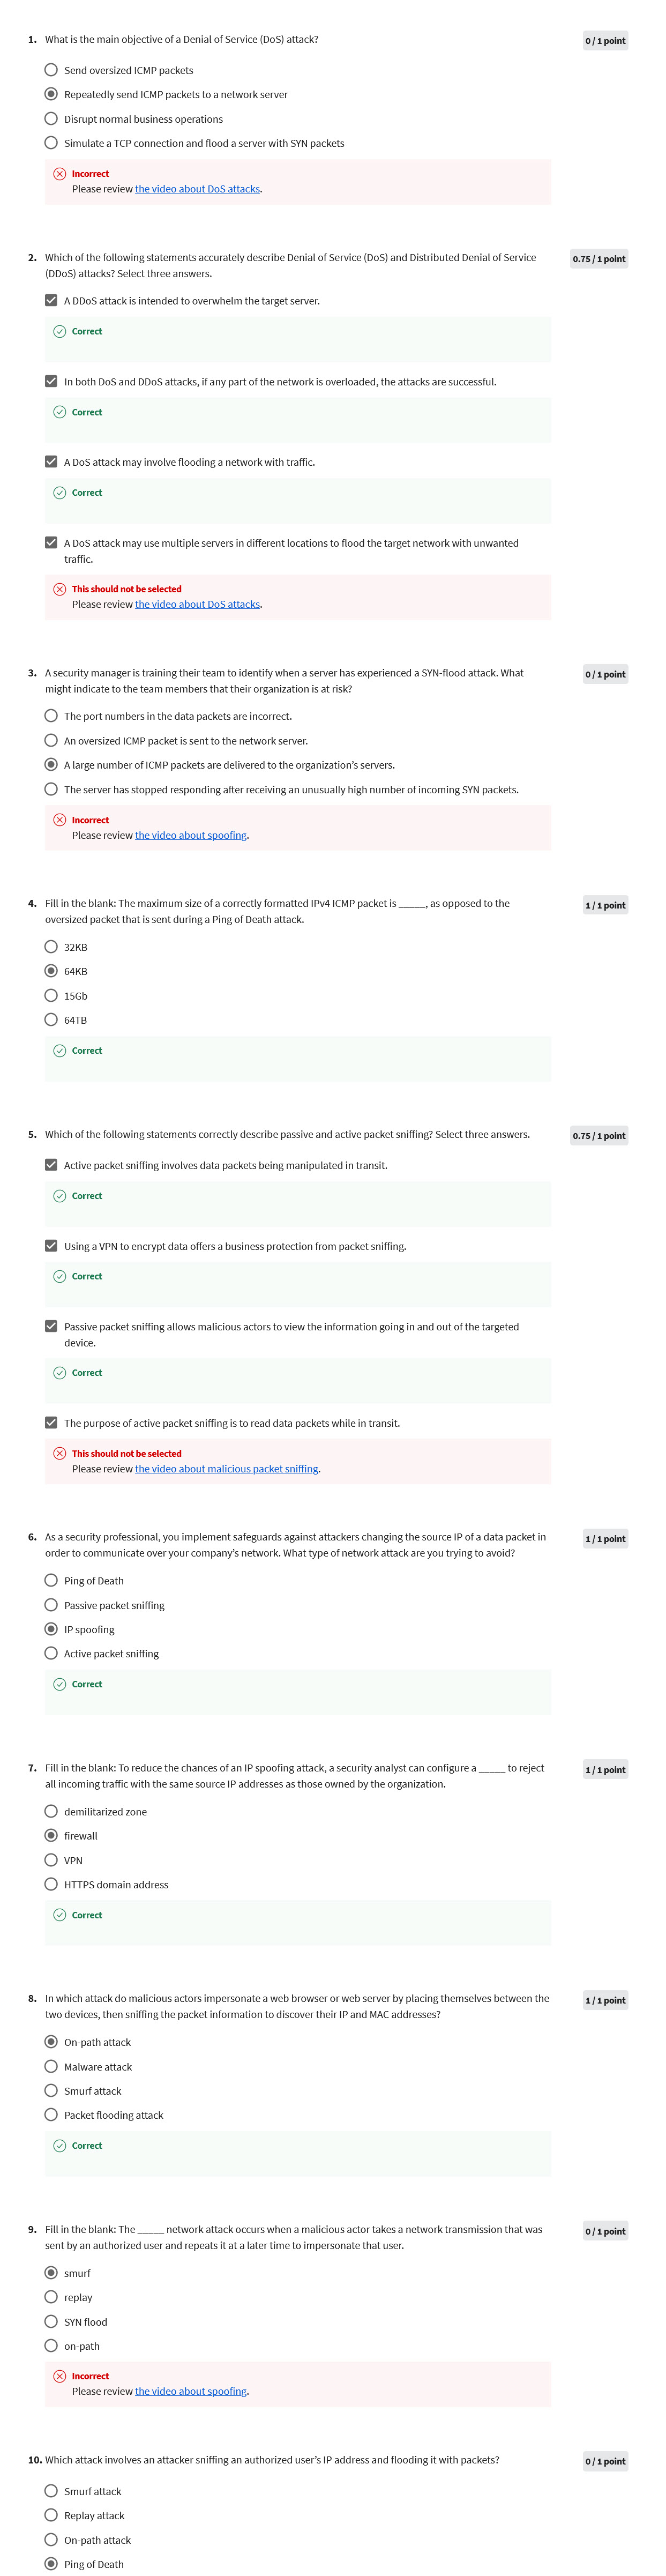 1. What is the main objective of a Denial of Service (DoS) attack?
0 / 1 point
Send oversized ICMP packets
Repeatedly send ICMP packets to a network server
Disrupt normal business operations
Simulate a TCP connection and flood a server with SYN packets
Incorrect
Please review the video about DoS attacks.
2. Which of the following statements accurately describe Denial of Service (DoS) and Distributed Denial of Service
(DDoS) attacks? Select three answers.
0.75 / 1 point
A DDoS attack is intended to overwhelm the target server.
Correct
In both DoS and DDoS attacks, if any part of the network is overloaded, the attacks are successful.
Correct
A DoS attack may involve flooding a network with traffic.
Correct
A DoS attack may use multiple servers in different locations to flood the target network with unwanted
traffic.
This should not be selected
Please review the video about DoS attacks.
3. A security manager is training their team to identify when a server has experienced a SYN-flood attack. What
might indicate to the team members that their organization is at risk?
0 / 1 point
The port numbers in the data packets are incorrect.
An oversized ICMP packet is sent to the network server.
A large number of ICMP packets are delivered to the organization's servers.
The server has stopped responding after receiving an unusually high number of incoming SYN packets.
Incorrect
Please review the video about spoofing.
4. Fill in the blank: The maximum size of a correctly formatted IPv4 ICMP packet is _____, as opposed to the
oversized packet that is sent during a Ping of Death attack.
1 / 1 point
32KB
64KB
15Gb
64TB
Correct
5. Which of the following statements correctly describe passive and active packet sniffing? Select three answers.
0.75 / 1 point
Active packet sniffing involves data packets being manipulated in transit.
Correct
Using a VPN to encrypt data offers a business protection from packet sniffing.
Correct
Passive packet sniffing allows malicious actors to view the information going in and out of the targeted
device.
Correct
The purpose of active packet sniffing is to read data packets while in transit.
This should not be selected
Please review the video about malicious packet sniffing.
6. As a security professional, you implement safeguards against attackers changing the source IP of a data packet in
order to communicate over your company's network. What type of network attack are you trying to avoid?
1 / 1 point
Ping of Death
Passive packet sniffing
IP spoofing
Active packet sniffing
Correct
7. Fill in the blank: To reduce the chances of an IP spoofing attack, a security analyst can configure a _____ to reject
all incoming traffic with the same source IP addresses as those owned by the organization.
1 / 1 point
demilitarized zone
firewall
VPN
HTTPS domain address
Correct
8. In which attack do malicious actors impersonate a web browser or web server by placing themselves between the
two devices, then sniffing the packet information to discover their IP and MAC addresses?
1 / 1 point
On-path attack
Malware attack
Smurf attack
Packet flooding attack
Correct
9. Fill in the blank: The _____ network attack occurs when a malicious actor takes a network transmission that was
sent by an authorized user and repeats it at a later time to impersonate that user.
0 / 1 point
smurf
replay
SYN flood
on-path
Incorrect
Please review the video about spoofing.
10. Which attack involves an attacker sniffing an authorized user's IP address and flooding it with packets?
0 / 1 point
Smurf attack
Replay attack
On-path attack
Ping of Death